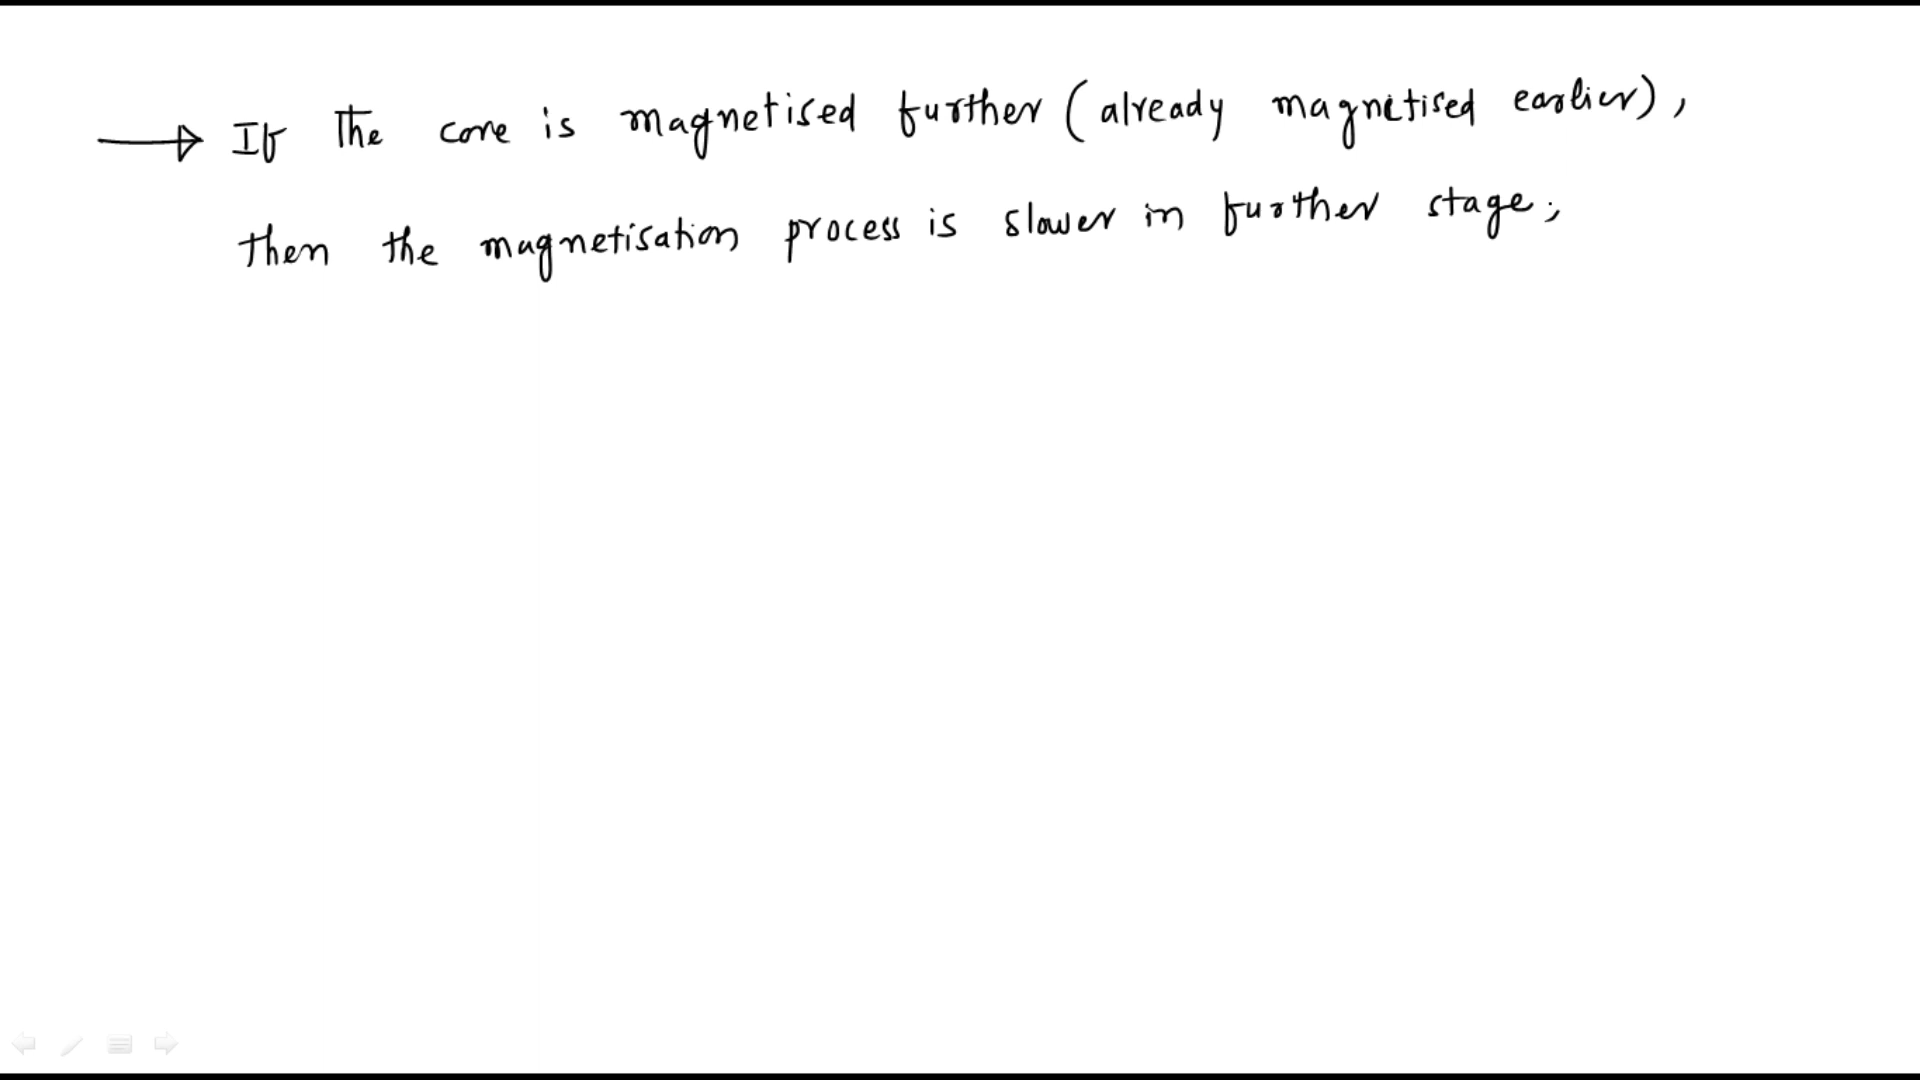 → If the core is magnetised further (already magnetised earlier),
then the magnetisation process is slower in further stage;